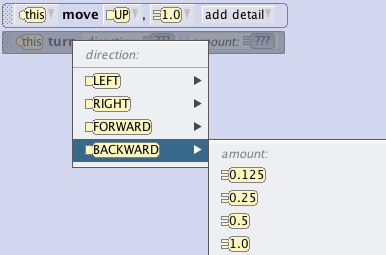 this move UP , 1.0 add detail
this turn direction: ??? amount: ???
direction:
LEFT
RIGHT
FORWARD
BACKWARD
amount:
0.125
0.25
0.5
1.0